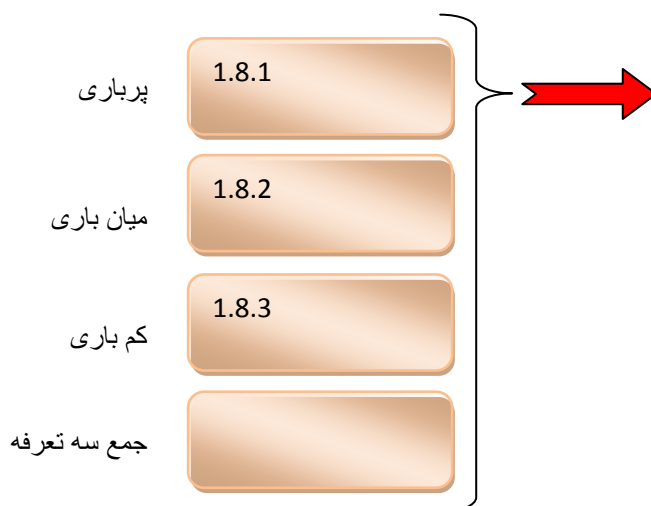 پرباری
1.8.1
میان باری
1.8.2
کم باری
1.8.3
جمع سه تعرفه